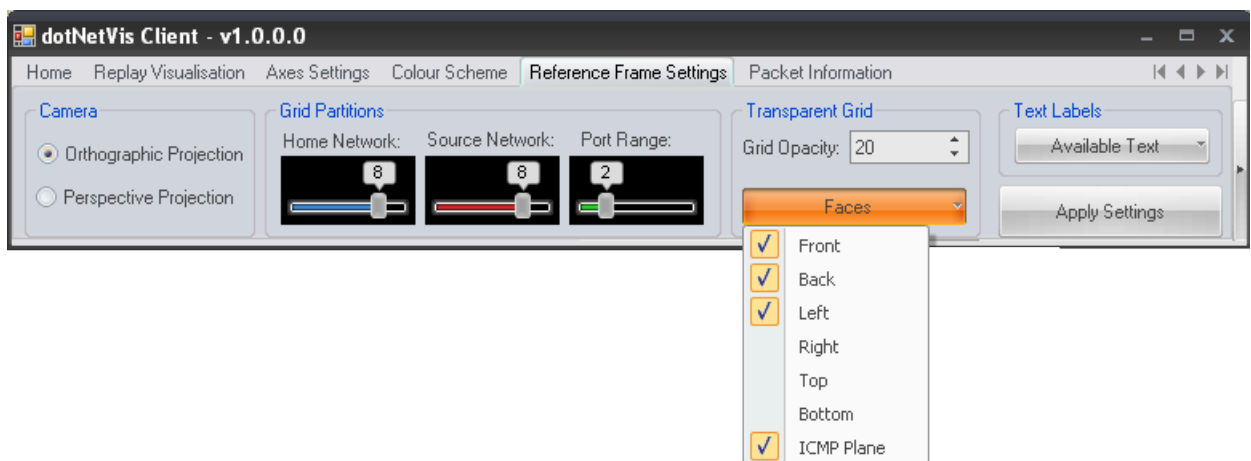 dotNetVis Client - v1.0.0.0
Home Replay Visualisation Axes Settings Colour Scheme Reference Frame Settings Packet Information
Camera
Orthographic Projection
Perspective Projection
Grid Partitions
Home Network: Source Network: Port Range:
8 8 2
Transparent Grid
Grid Opacity: 20
Faces
Front
Back
Left
Right
Top
Bottom
ICMP Plane
Text Labels
Available Text
Apply Settings